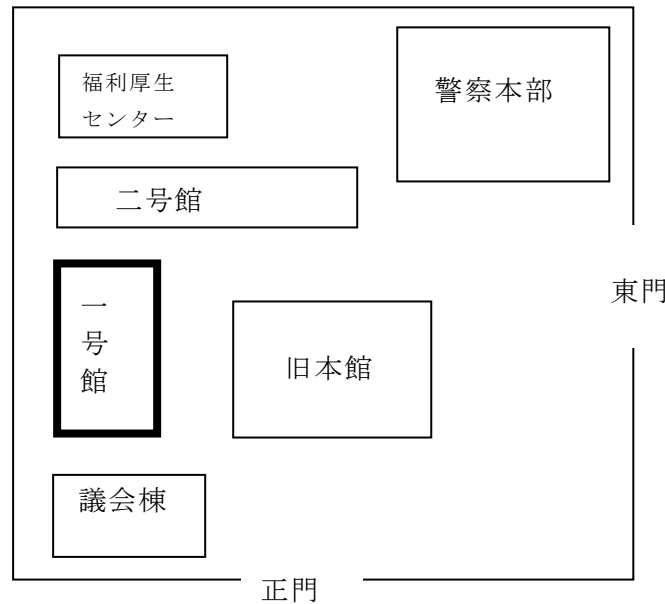 福利厚生
センター
警察本部
二号館
東門
一号館
旧本館
議会棟
正門